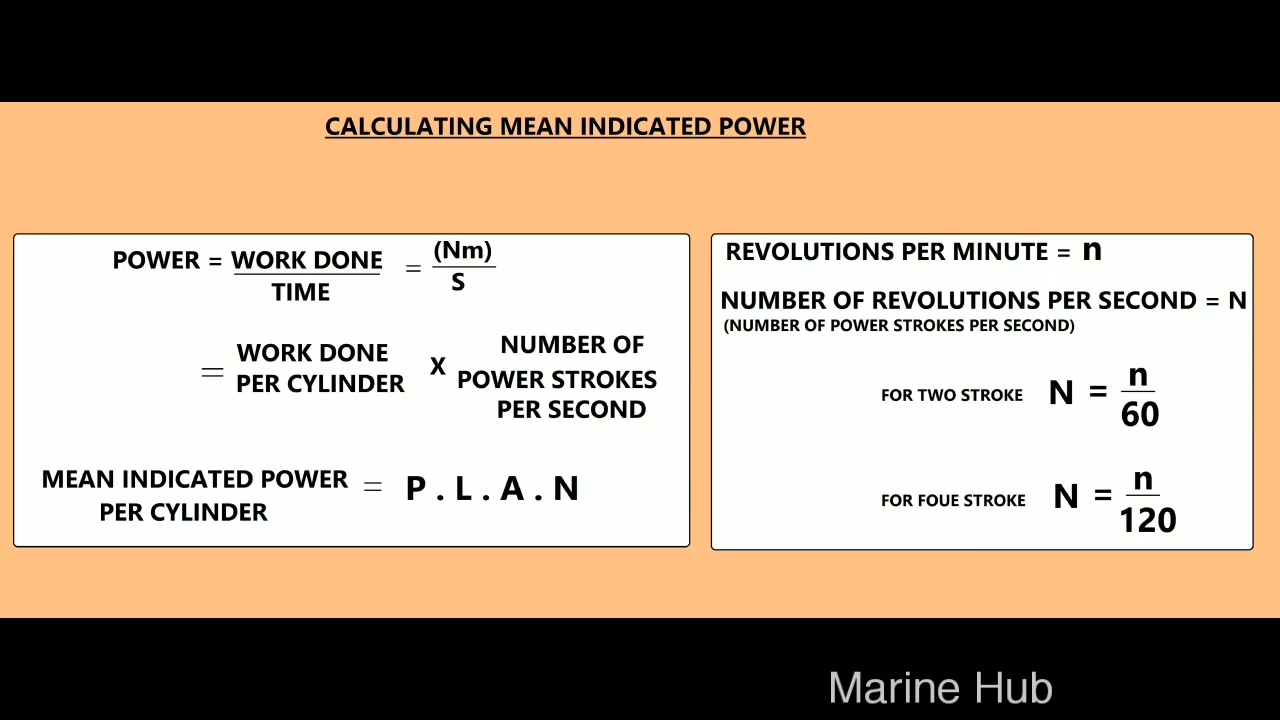 CALCULATING MEAN INDICATED POWER
POWER = WORK DONE / TIME = (Nm) / S
= WORK DONE PER CYLINDER X NUMBER OF POWER STROKES PER SECOND
MEAN INDICATED POWER PER CYLINDER = P . L . A . N
REVOLUTIONS PER MINUTE = n
NUMBER OF REVOLUTIONS PER SECOND = N
(NUMBER OF POWER STROKES PER SECOND)
FOR TWO STROKE N = n / 60
FOR FOUE STROKE N = n / 120
Marine Hub